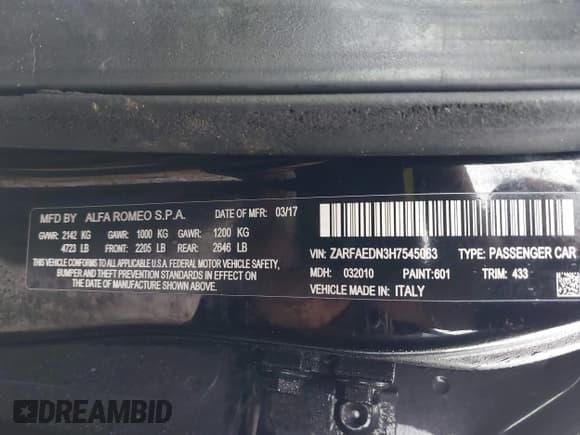 MFD BY ALFA ROMEO S.P.A. DATE OF MFR: 03/17
GVWR: 2142 KG GAWR: 1000 KG GAWR: 1200 KG
4723 LB FRONT: 2205 LB REAR: 2646 LB
THIS VEHICLE CONFORMS TO ALL APPLICABLE U.S.A. FEDERAL MOTOR VEHICLE SAFETY,
BUMPER AND THEFT PREVENTION STANDARDS IN EFFECT ON
THE DATE OF MANUFACTURE SHOWN ABOVE.
VIN: ZARFAEDN3H7545063 TYPE: PASSENGER CAR
MDH: 032010 PAINT:601 TRIM: 433
VEHICLE MADE IN: ITALY
DREAMBID